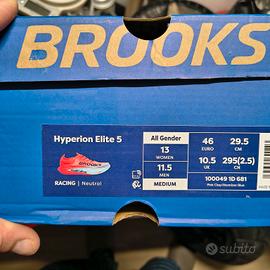 BROOKS
Hyperion Elite 5
All Gender
46
EURO
29.5
CM
13
WOMEN
10.5
UK
295(2.5)
CN
11.5
MEN
MEDIUM
100049 1D 681
RACING | Neutral
subito